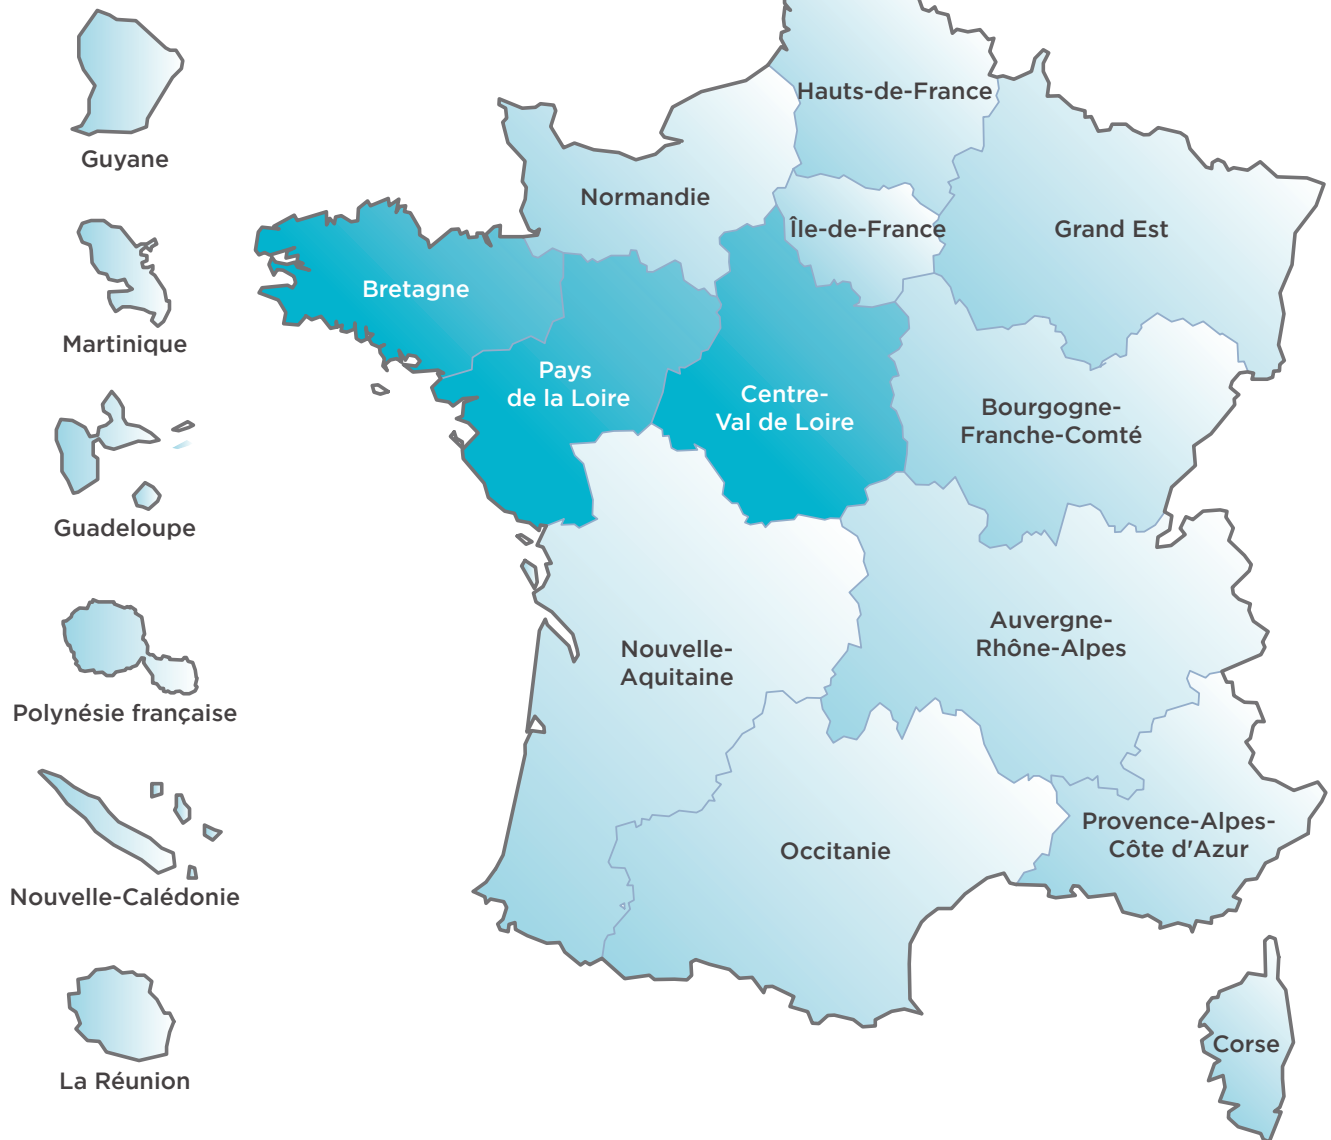 Guyane
Martinique
Guadeloupe
Polynésie française
Nouvelle-Calédonie
La Réunion
Hauts-de-France
Normandie
Île-de-France
Grand Est
Bretagne
Pays
de la Loire
Centre-
Val de Loire
Bourgogne-
Franche-Comté
Nouvelle-
Aquitaine
Auvergne-
Rhône-Alpes
Occitanie
Provence-Alpes-
Côte d'Azur
Corse